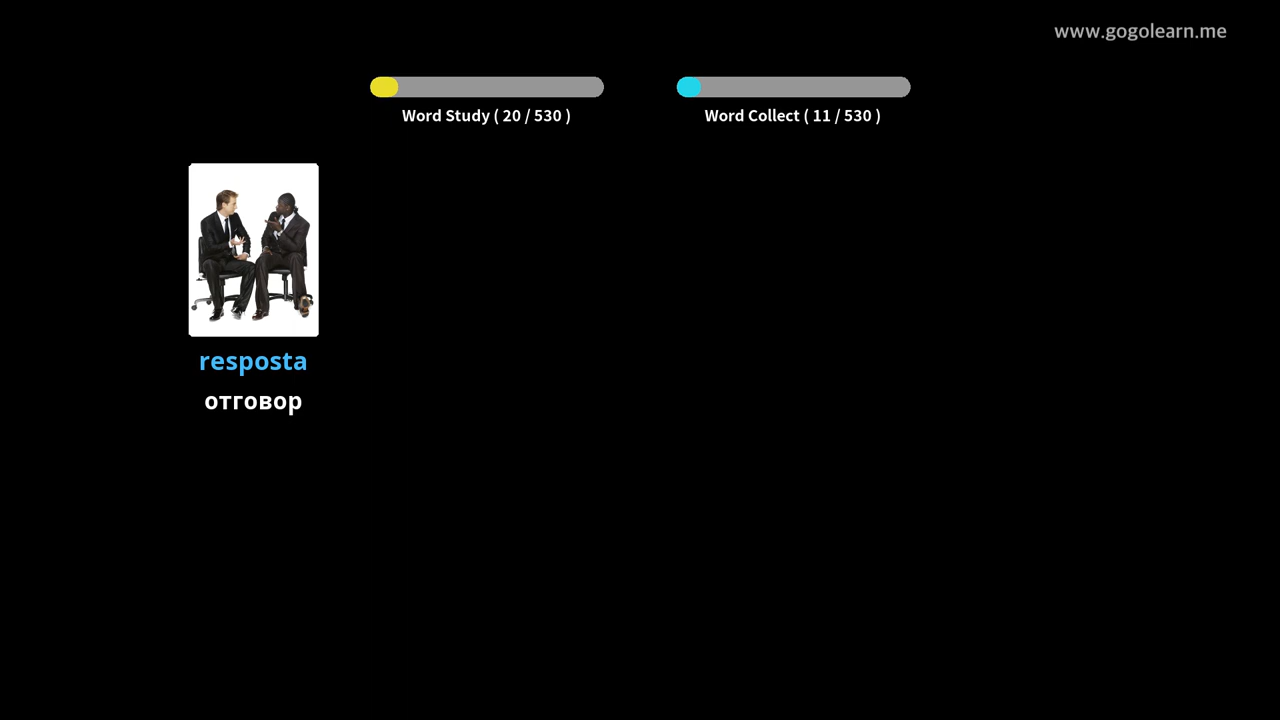 www.gogolearn.me
Word Study ( 20 / 530 )
Word Collect ( 11 / 530 )
resposta
отговор